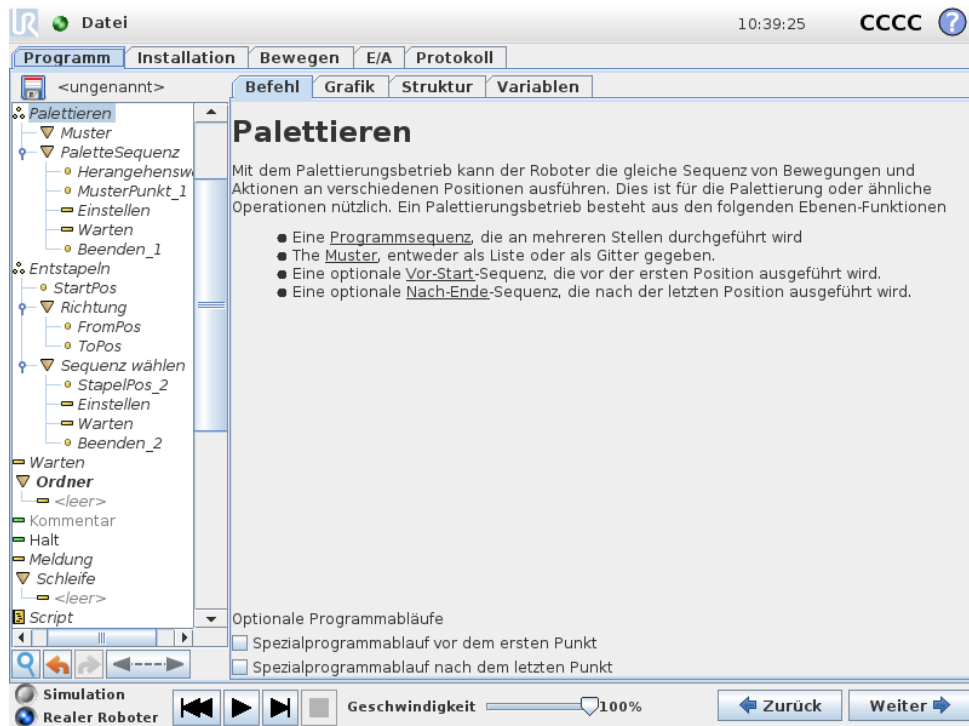 UR Datei 10:39:25 CCCC ?
Programm Installation Bewegen E/A Protokoll
<ungenannt>
Befehl Grafik Struktur Variablen
Palettieren
Muster
PaletteSequenz
Herangehensw
MusterPunkt_1
Einstellen
Warten
Beenden_1
Entstapeln
StartPos
Richtung
FromPos
ToPos
Sequenz wählen
StapelPos_2
Einstellen
Warten
Beenden_2
Warten
Ordner
<leer>
Kommentar
Halt
Meldung
Schleife
<leer>
Script
Palettieren
Mit dem Palettierungsbetrieb kann der Roboter die gleiche Sequenz von Bewegungen und
Aktionen an verschiedenen Positionen ausführen. Dies ist für die Palettierung oder ähnliche
Operationen nützlich. Ein Palettierungsbetrieb besteht aus den folgenden Ebenen-Funktionen
Eine Programmsequenz, die an mehreren Stellen durchgeführt wird
The Muster, entweder als Liste oder als Gitter gegeben.
Eine optionale Vor-Start-Sequenz, die vor der ersten Position ausgeführt wird.
Eine optionale Nach-Ende-Sequenz, die nach der letzten Position ausgeführt wird.
Optionale Programmabläufe
Spezialprogrammablauf vor dem ersten Punkt
Spezialprogrammablauf nach dem letzten Punkt
Simulation
Realer Roboter
Geschwindigkeit 100%
Zurück Weiter